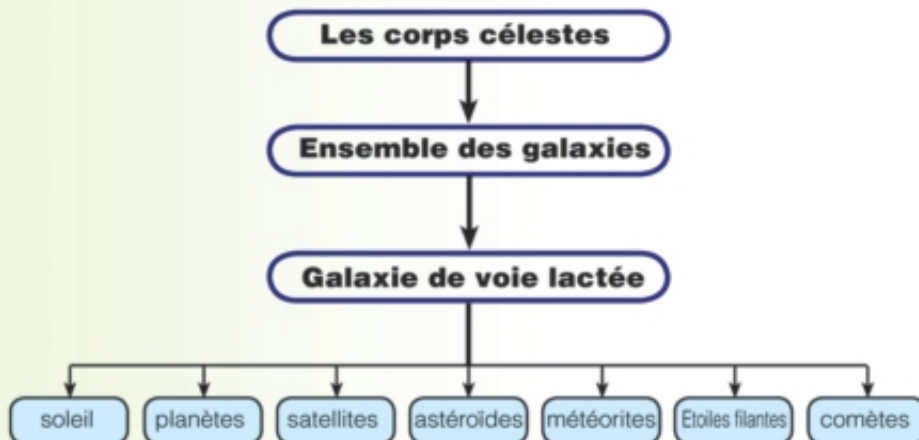 Les corps célestes
Ensemble des galaxies
Galaxie de voie lactée
soleil
planètes
satellites
astéroïdes
météorites
Etoiles filantes
comètes